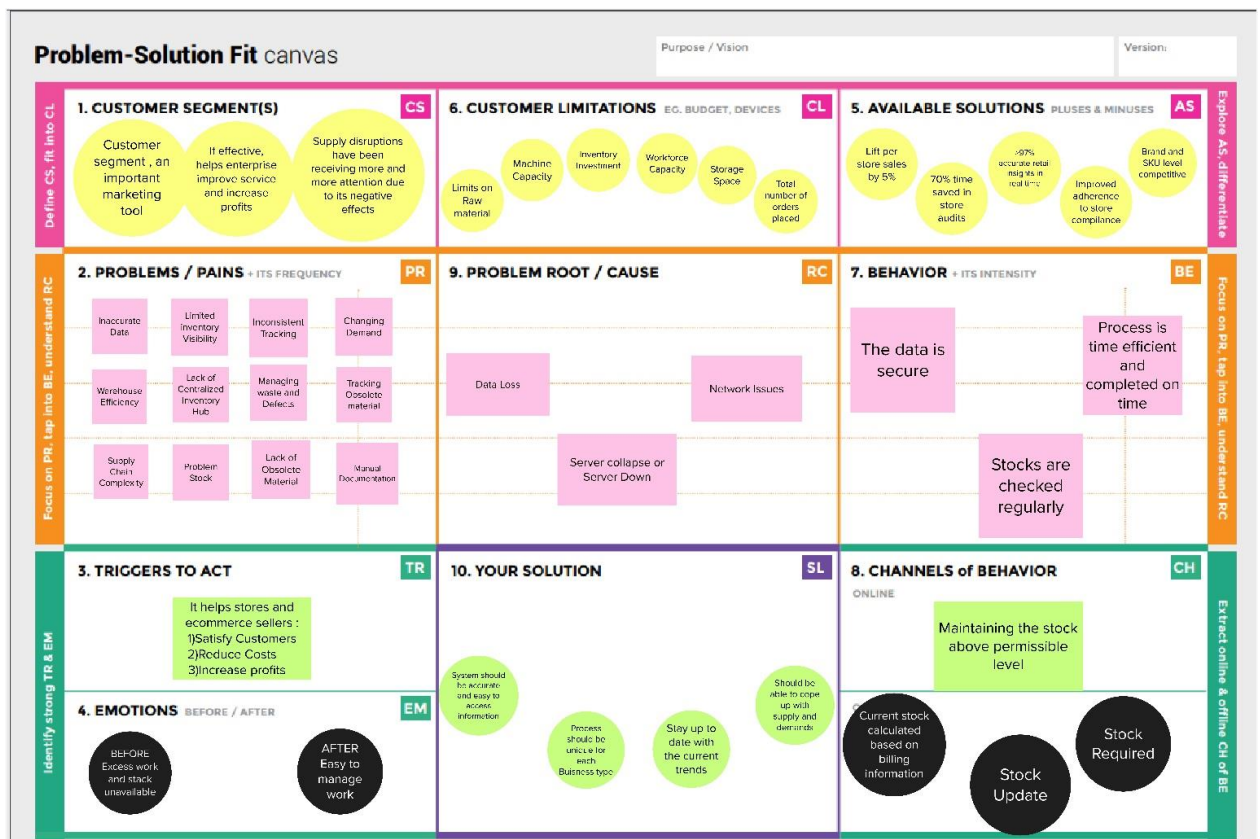 Problem-Solution Fit canvas
Purpose / Vision
Version:
Define CS, fit into CL
1. CUSTOMER SEGMENT(S)
CS
Customer
segment , an
important
marketing
tool
If effective,
helps enterprise
improve service
and increase
profits
Supply disruptions
have been
receiving more and
more attention due
to its negative
effects
6. CUSTOMER LIMITATIONS EG. BUDGET, DEVICES
CL
Limits on
Raw
material
Machine
Capacity
Inventory
Investment
Workforce
Capacity
Storage
Space
Total
number of
orders
placed
5. AVAILABLE SOLUTIONS PLUSES & MINUSES
AS
Lift per
store sales
by 5%
70% time
saved in
store
audits
>97%
accurate retail
insights in
real time
Improved
adherence
to store
compilance
Brand and
SKU level
competitive
Explore AS, differentiate
Focus on PR, tap into BE, understand RC
2. PROBLEMS / PAINS + ITS FREQUENCY
PR
Inaccurate
Data
Limited
Inventory
Visibility
Inconsistent
Tracking
Changing
Demand
Warehouse
Efficiency
Lack of
Centralized
Inventory
Hub
Managing
waste and
Defects
Tracking
Obsolete
material
Supply
Chain
Complexity
Problem
Stock
Lack of
Obsolete
Material
Manual
Documentation
9. PROBLEM ROOT / CAUSE
RC
Data Loss
Network Issues
Server collapse or
Server Down
7. BEHAVIOR + ITS INTENSITY
BE
The data is
secure
Process is
time efficient
and
completed on
time
Stocks are
checked
regularly
Focus on PR, tap into BE, understand RC
Identify strong TR & EM
3. TRIGGERS TO ACT
TR
It helps stores and
ecommerce sellers :
1)Satisfy Customers
2)Reduce Costs
3)Increase profits
4. EMOTIONS BEFORE / AFTER
EM
BEFORE
Excess work
and stack
unavailable
AFTER
Easy to
manage
work
10. YOUR SOLUTION
SL
System should
be accurate
and easy to
access
information
Process
should be
unique for
each
Buisness type
Stay up to
date with
the current
trends
Should be
able to cope
up with
supply and
demands
8. CHANNELS of BEHAVIOR
CH
ONLINE
Maintaining the stock
above permissible
level
Current stock
calculated
based on
billing
information
Stock
Update
Stock
Required
Extract online & offline CH of BE